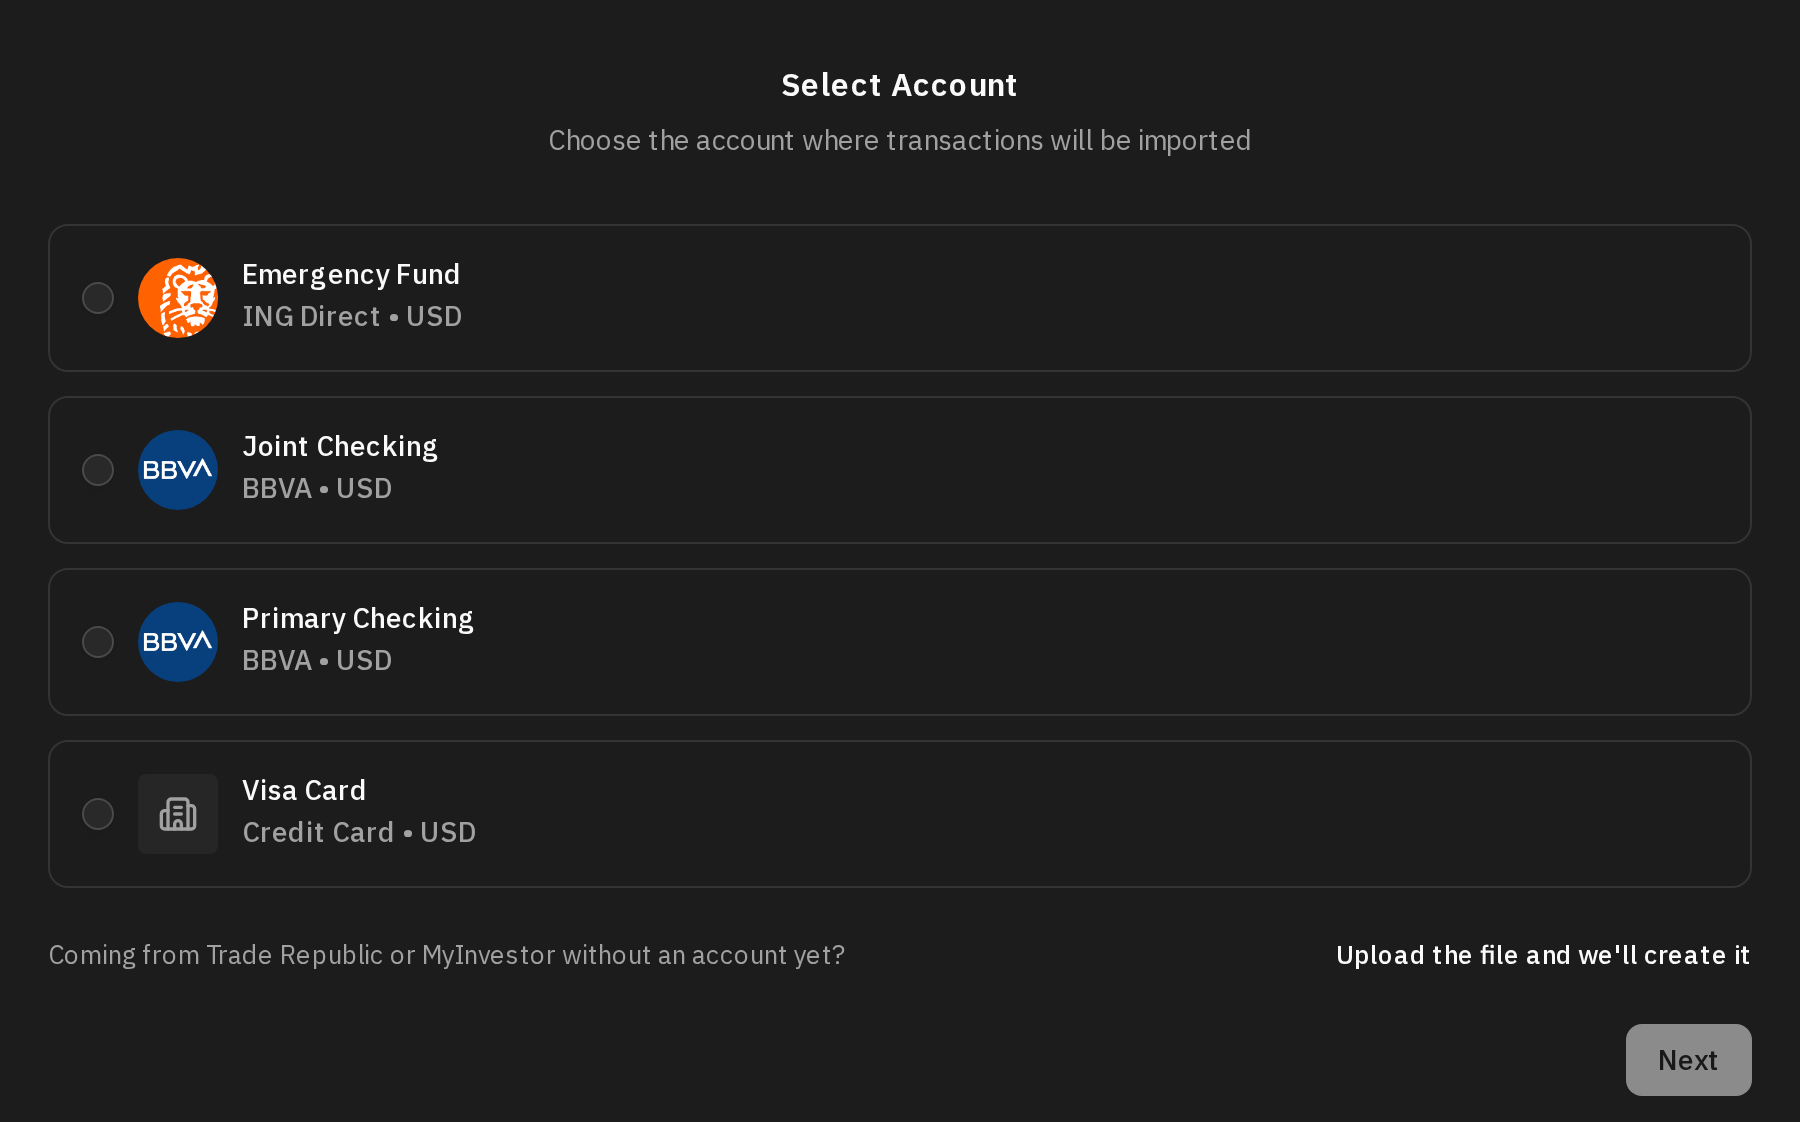 Select Account
Choose the account where transactions will be imported
Emergency Fund
ING Direct • USD
BBVA
Joint Checking
BBVA • USD
BBVA
Primary Checking
BBVA • USD
Visa Card
Credit Card • USD
Coming from Trade Republic or MyInvestor without an account yet?
Upload the file and we'll create it
Next